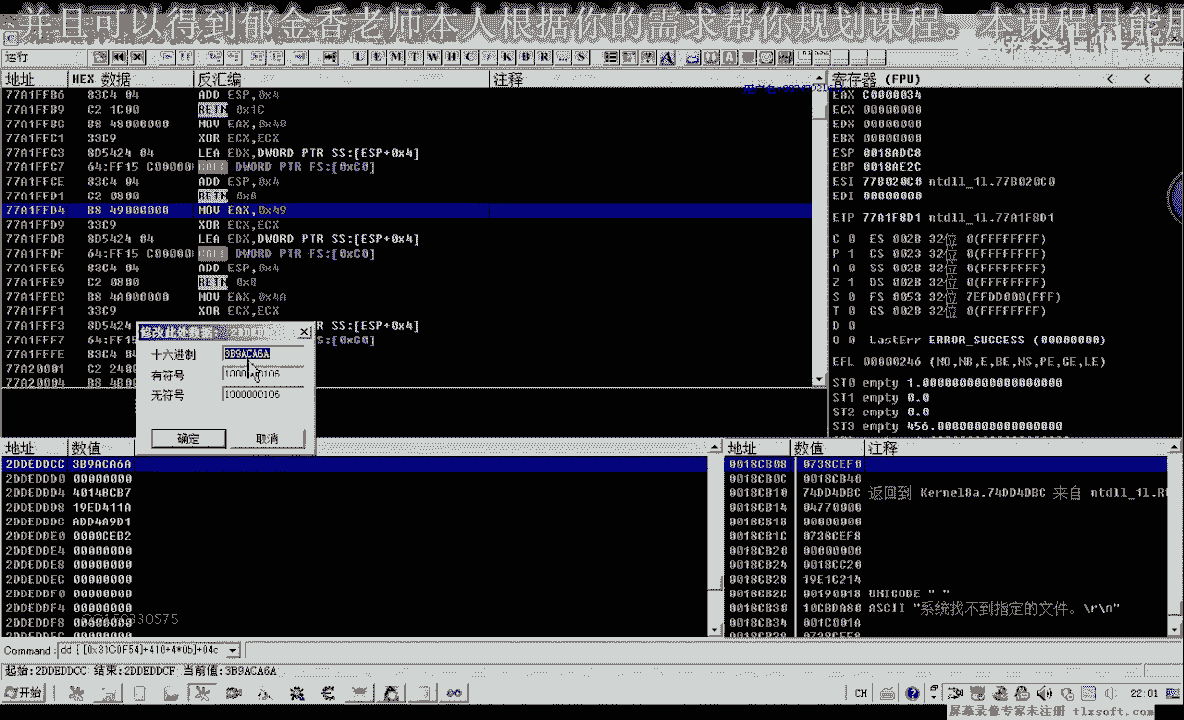 并且可以得到郁金香老师本人根据你的需求帮你规划课程。本课程只能
运行
L E M T W H C / K B R ... S
地址 HEX 数据 反汇编 注释 寄存器 (FPU) < <
77A1FFB6 83C4 04 ADD ESP,0x4 EAX C0000034
77A1FFB9 C2 1C00 RETN 0x1C ECX 00000000
77A1FFBC B8 48000000 MOV EAX,0x48 EDX 00000000
77A1FFC1 33C9 XOR ECX,ECX EBX 00000000
77A1FFC3 8D5424 04 LEA EDX,DWORD PTR SS:[ESP+0x4] ESP 0018ADC8
77A1FFC7 64:FF15 C00000 CALL DWORD PTR FS:[0xC0] EBP 0018AE2C
77A1FFCE 83C4 04 ADD ESP,0x4 ESI 77B020C0 ntdll_1l.77B020C0
77A1FFD1 C2 0800 RETN 0x8 EDI 00000000
77A1FFD4 B8 49000000 MOV EAX,0x49 EIP 77A1F8D1 ntdll_1l.77A1F8D1
77A1FFD9 33C9 XOR ECX,ECX
77A1FFDB 8D5424 04 LEA EDX,DWORD PTR SS:[ESP+0x4] C 0 ES 002B 32位 0(FFFFFFFF)
77A1FFDF 64:FF15 C00000 CALL DWORD PTR FS:[0xC0] P 1 CS 0023 32位 0(FFFFFFFF)
77A1FFE6 83C4 04 ADD ESP,0x4 A 0 SS 002B 32位 0(FFFFFFFF)
77A1FFE9 C2 0800 RETN 0x8 Z 1 DS 002B 32位 0(FFFFFFFF)
77A1FFEC B8 4A000000 MOV EAX,0x4A S 0 FS 0053 32位 7EFDD000(FFF)
77A1FFF1 33C9 XOR ECX,ECX T 0 GS 002B 32位 0(FFFFFFFF)
77A1FFF3 8D5424 PTR SS:[ESP+0x4] D 0
77A1FFF7 64:FF15 PTR FS:[0xC0] O 0 LastErr ERROR_SUCCESS (00000000)
77A1FFFE 83C4 0 EFL 00000246 (NO,NB,E,BE,NS,PE,GE,LE)
77A20001 C2 2400 ST0 empty 1.0000000000000000000
77A20004 B8 4B00 ST1 empty 0.0
ST2 empty 0.0
ST3 empty 456.00000000000000000
修改此处数据:
十六进制 3B9ACA6A
有符号
无符号 1000000106
确定 取消
地址 数值 地址 数值 注释
2DDEDDCC 3B9ACA6A 0018CB08 0738CEF0
2DDEDDD0 00000000 0018CB0C 0018CB40
2DDEDDD4 40148CB7 0018CB10 74DD4DBC 返回到 Kernel8a.74DD4DBC 来自 ntdll_1l.R
2DDEDDD8 19ED411A 0018CB14 04770000
2DDEDDDC ADD4A9D1 0018CB18 00000000
2DDEDDE0 0000CEB2 0018CB1C 0738CEF8
2DDEDDE4 00000000 0018CB20 00000000
2DDEDDE8 00000000 0018CB24 0018CC20
2DDEDDEC 00000000 0018CB28 19E1C214
2DDEDDF0 00000000 0018CB2C 00190018 UNICODE " "
2DDEDDF4 00000000 0018CB30 10CBDA80 ASCII "系统找不到指定的文件。\r\n"
2DDEDDF8 00000000 0018CB34 001C001A
Command: dd [[0x31C0F54]+410+4*0b]+04c
起始:2DDEDDCC 结束:2DDEDDCF 当前值:3B9ACA6A
开始 CH 22:01
屏幕录像专家未注册 tlxsoft.com